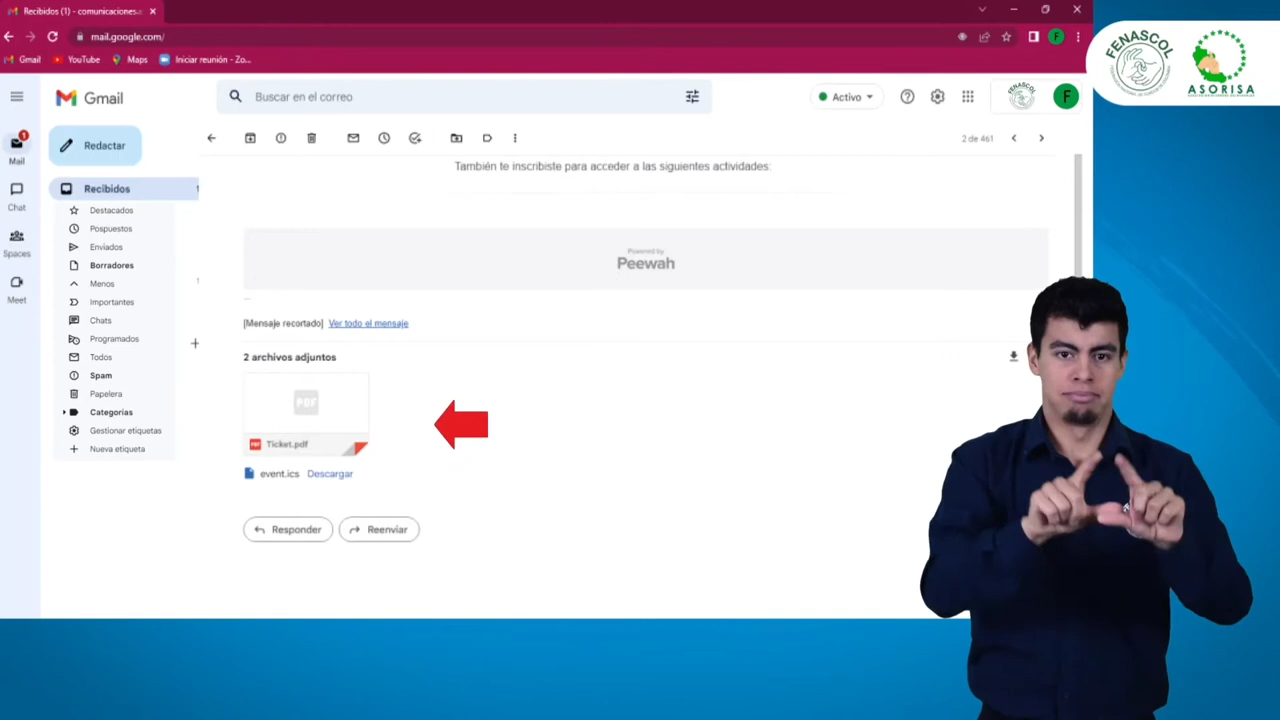 Recibidos (1) - comunicaciones.
mail.google.com/
Gmail
YouTube
Maps
Iniciar reunión - Zo...
FENASCOL
ASORISA
Gmail
Buscar en el correo
Activo
F
1
Mail
Redactar
2 de 461
Chat
Recibidos
También te inscribiste para acceder a las siguientes actividades:
Destacados
Pospuestos
Spaces
Enviados
Borradores
Powered by
Peewah
Menos
Meet
Importantes
Chats
[Mensaje recortado] Ver todo el mensaje
Programados
Todos
2 archivos adjuntos
Spam
Papelera
PDF
Categorías
Gestionar etiquetas
PDF Ticket.pdf
Nueva etiqueta
event.ics Descargar
Responder
Reenviar